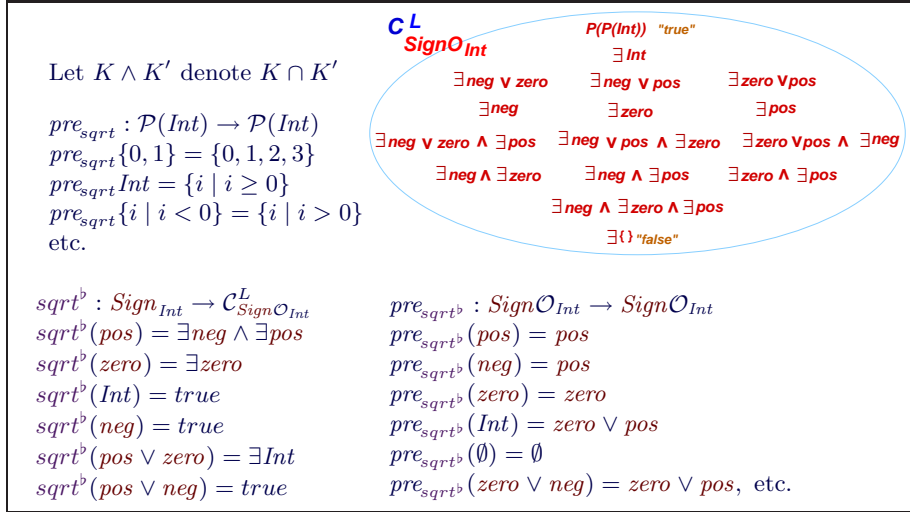 Let K ∧ K′ denote K ∩ K′
pre_sqrt : P(Int) → P(Int)
pre_sqrt{0, 1} = {0, 1, 2, 3}
pre_sqrt Int = {i | i ≥ 0}
pre_sqrt{i | i < 0} = {i | i > 0}
etc.
C^L_SignO_Int
P(P(Int)) "true"
∃Int
∃neg ∨ zero ∃neg ∨ pos ∃zero ∨ pos
∃neg ∃zero ∃pos
∃neg ∨ zero ∧ ∃pos ∃neg ∨ pos ∧ ∃zero ∃zero ∨ pos ∧ ∃neg
∃neg ∧ ∃zero ∃neg ∧ ∃pos ∃zero ∧ ∃pos
∃neg ∧ ∃zero ∧ ∃pos
∃{} "false"
sqrt^♭ : Sign_Int → C^L_SignO_Int
sqrt^♭(pos) = ∃neg ∧ ∃pos
sqrt^♭(zero) = ∃zero
sqrt^♭(Int) = true
sqrt^♭(neg) = true
sqrt^♭(pos ∨ zero) = ∃Int
sqrt^♭(pos ∨ neg) = true
pre_sqrt^♭ : SignO_Int → SignO_Int
pre_sqrt^♭(pos) = pos
pre_sqrt^♭(neg) = pos
pre_sqrt^♭(zero) = zero
pre_sqrt^♭(Int) = zero ∨ pos
pre_sqrt^♭(∅) = ∅
pre_sqrt^♭(zero ∨ neg) = zero ∨ pos, etc.